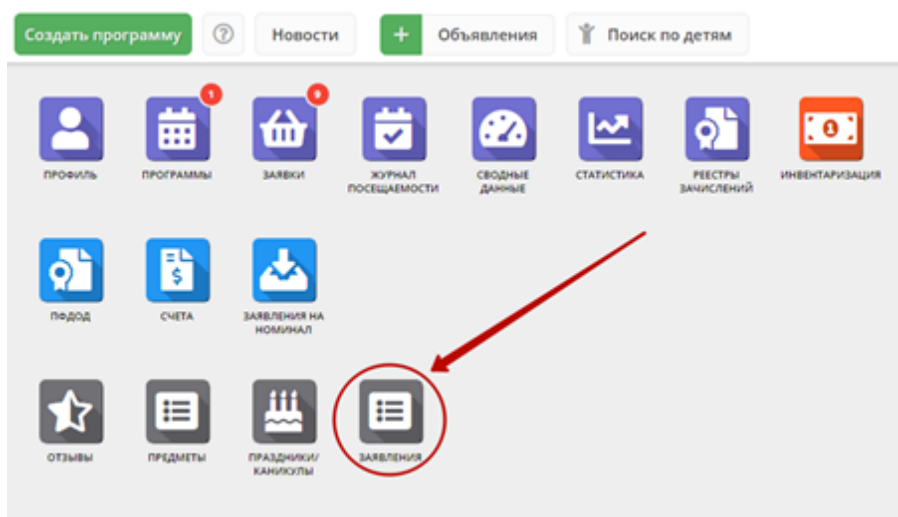 Создать программу ? Новости + Объявления Поиск по детям
1 9
ПРОФИЛЬ ПРОГРАММЫ ЗАЯВКИ ЖУРНАЛ ПОСЕЩАЕМОСТИ СВОДНЫЕ ДАННЫЕ СТАТИСТИКА РЕЕСТРЫ ЗАЧИСЛЕНИЙ ИНВЕНТАРИЗАЦИЯ
ПФДОД СЧЕТА ЗАЯВЛЕНИЯ НА НОМИНАЛ
ОТЗЫВЫ ПРЕДМЕТЫ ПРАЗДНИКИ/ КАНИКУЛЫ ЗАЯВЛЕНИЯ